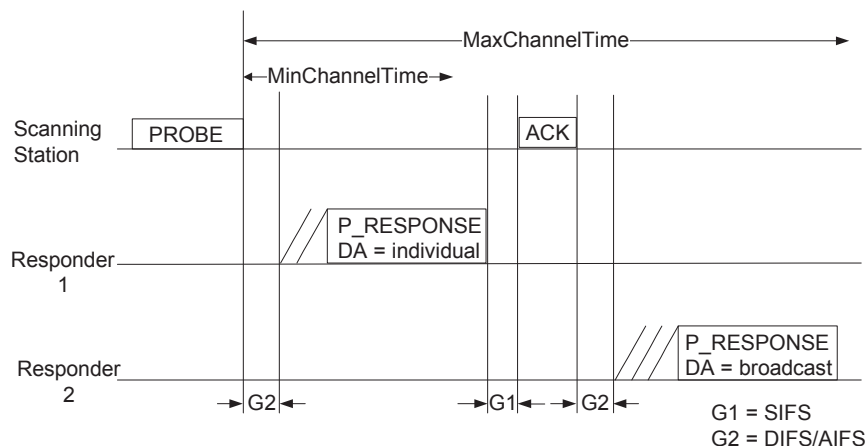 MaxChannelTime
MinChannelTime
Scanning
Station
PROBE
ACK
P_RESPONSE
DA = individual
Responder
1
P_RESPONSE
DA = broadcast
Responder
2
G2
G1
G2
G1 = SIFS
G2 = DIFS/AIFS